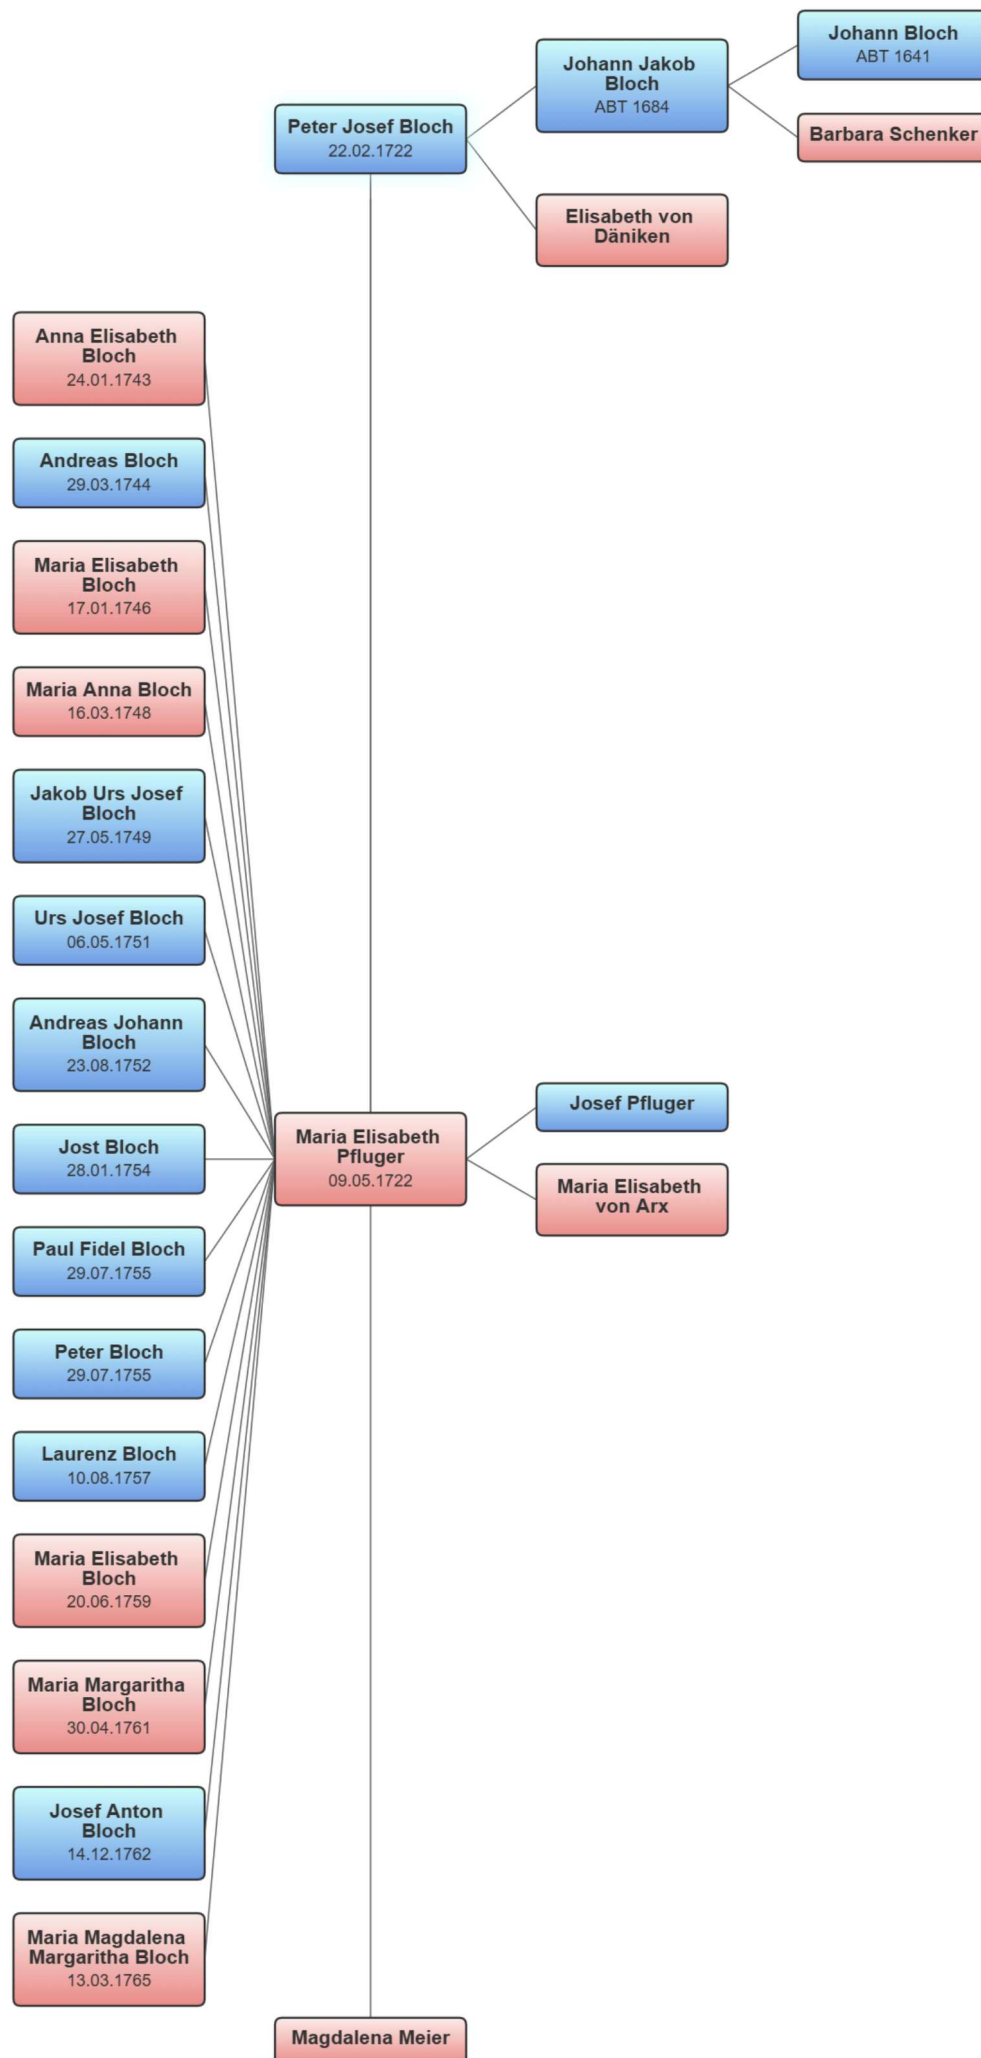 Johann Bloch
ABT 1641
Johann Jakob
Bloch
ABT 1684
Barbara Schenker
Peter Josef Bloch
22.02.1722
Elisabeth von
Däniken
Anna Elisabeth
Bloch
24.01.1743
Andreas Bloch
29.03.1744
Maria Elisabeth
Bloch
17.01.1746
Maria Anna Bloch
16.03.1748
Jakob Urs Josef
Bloch
27.05.1749
Urs Josef Bloch
06.05.1751
Andreas Johann
Bloch
23.08.1752
Jost Bloch
28.01.1754
Maria Elisabeth
Pfluger
09.05.1722
Josef Pfluger
Maria Elisabeth
von Arx
Paul Fidel Bloch
29.07.1755
Peter Bloch
29.07.1755
Laurenz Bloch
10.08.1757
Maria Elisabeth
Bloch
20.06.1759
Maria Margaritha
Bloch
30.04.1761
Josef Anton
Bloch
14.12.1762
Maria Magdalena
Margaritha Bloch
13.03.1765
Magdalena Meier